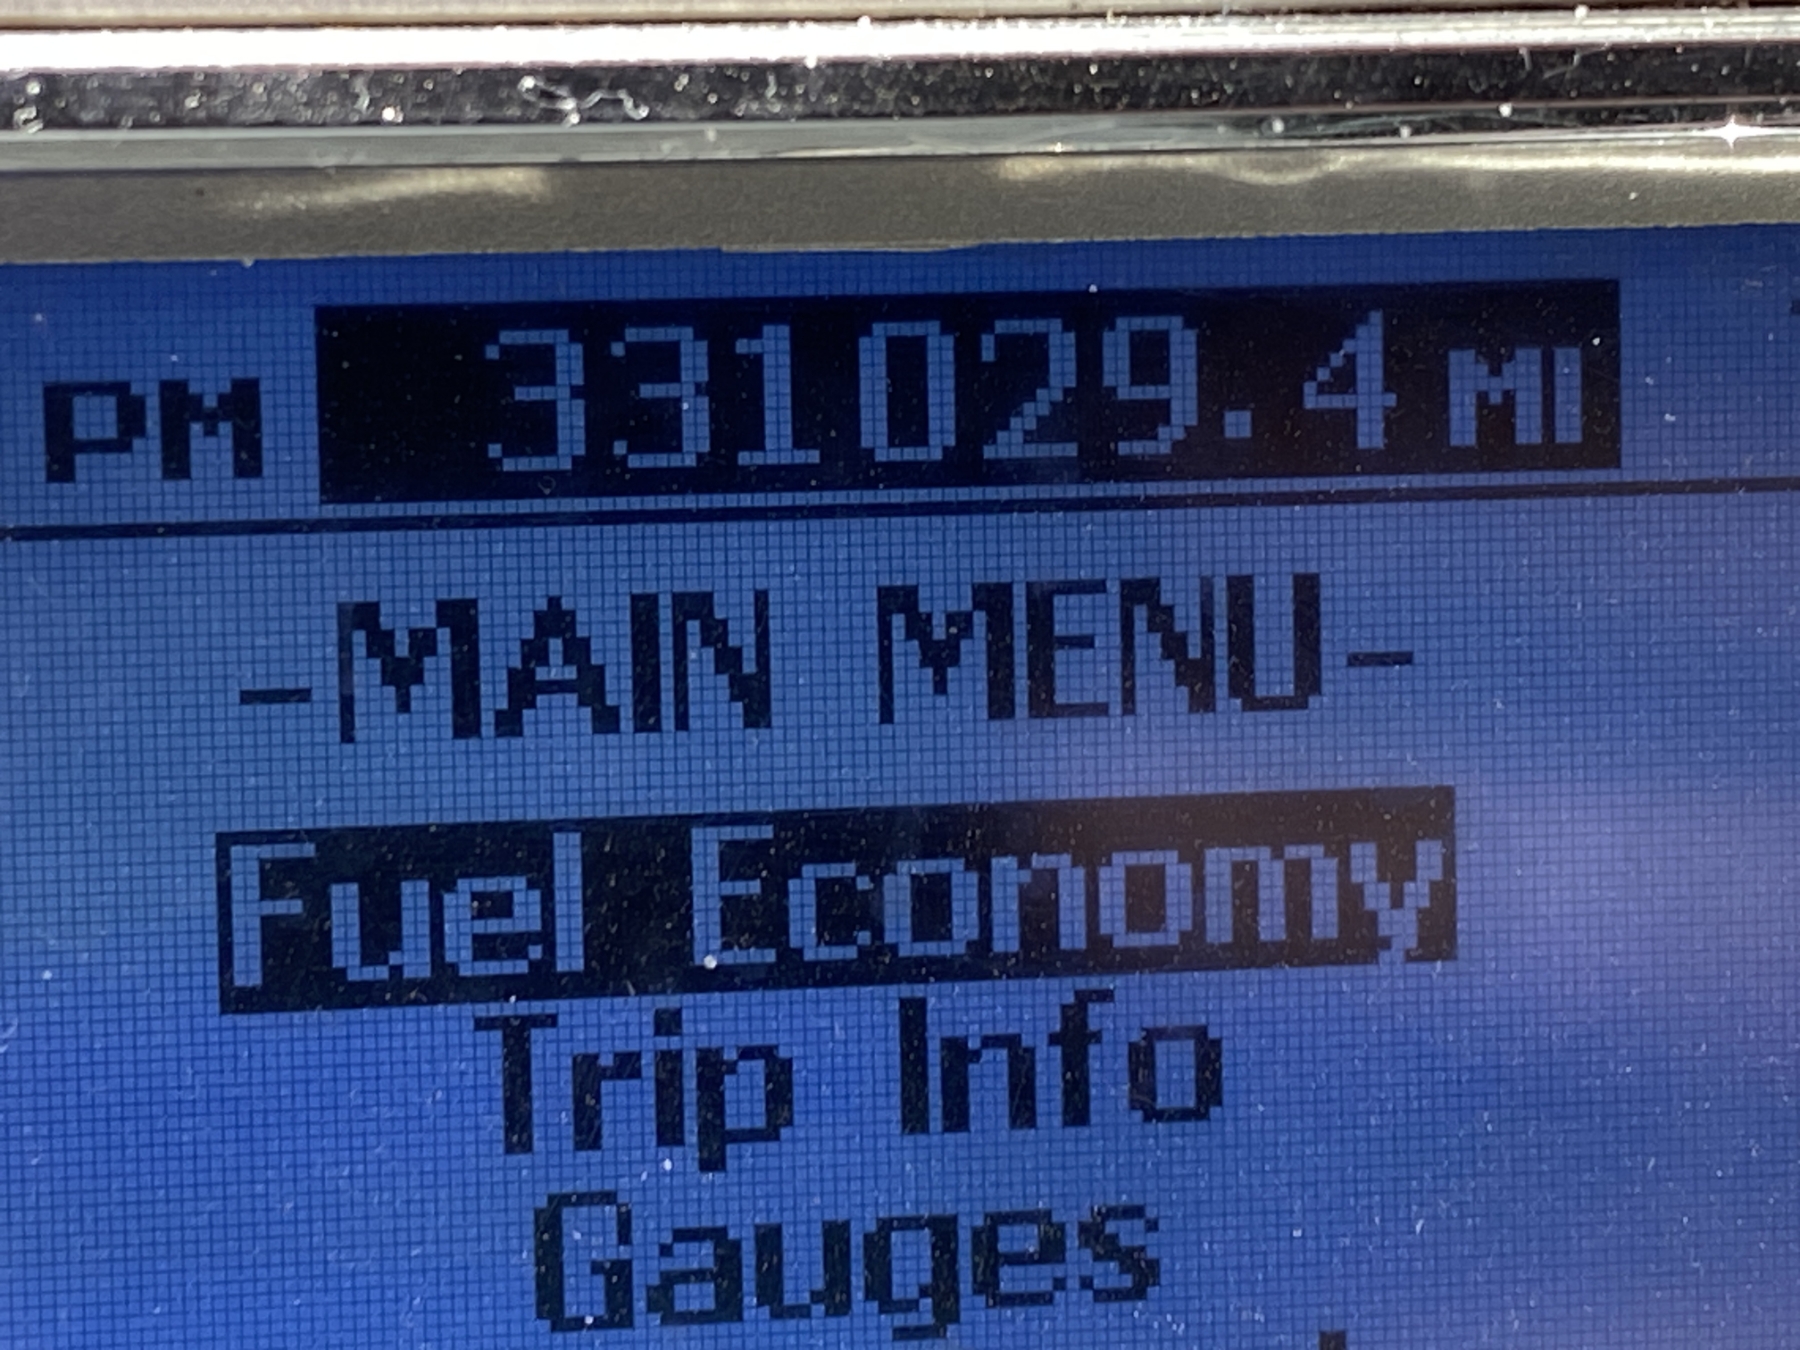 PM 331029.4 MI
-MAIN MENU-
Fuel Economy
Trip Info
Gauges